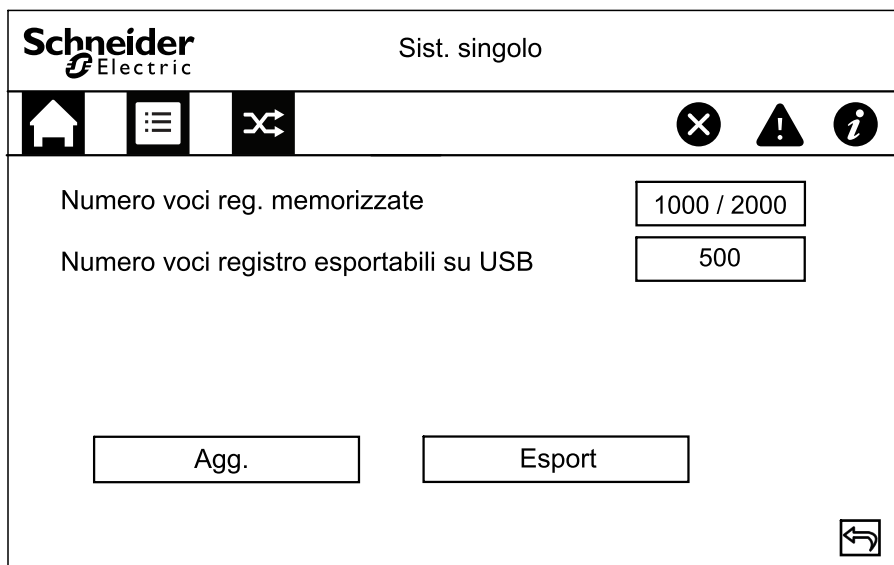 Schneider
Electric
Sist. singolo
Numero voci reg. memorizzate
1000 / 2000
Numero voci registro esportabili su USB
500
Agg.
Esport